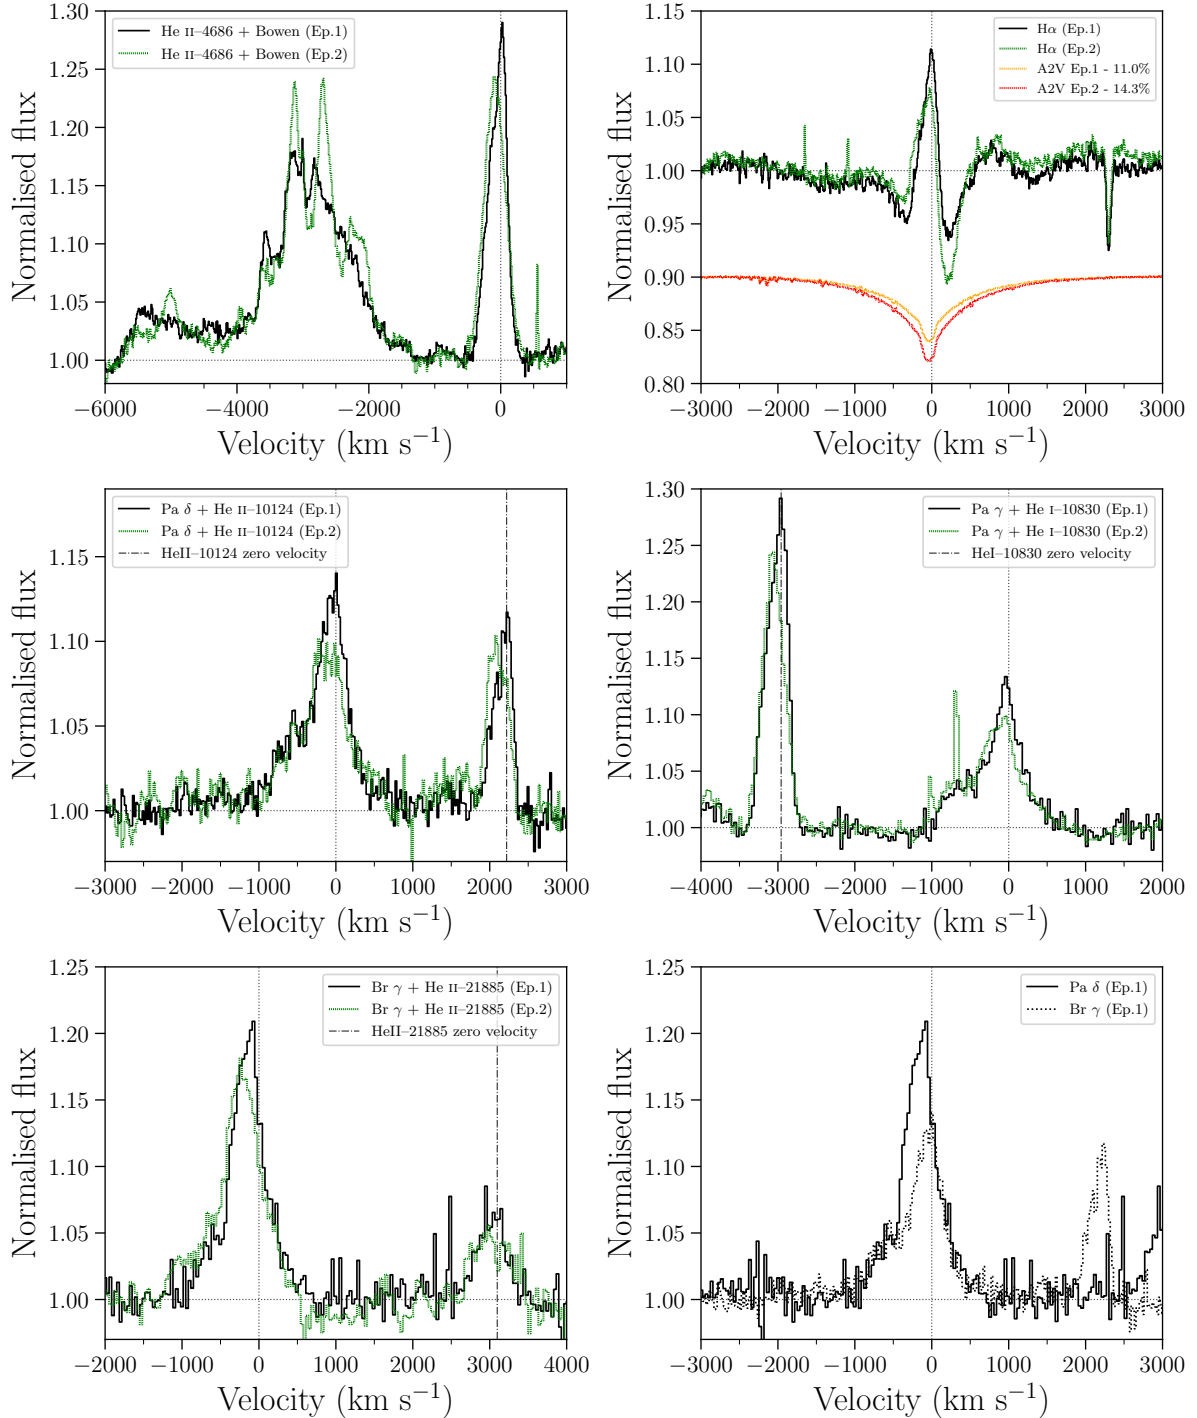 He II–4686 + Bowen (Ep.1)
He II–4686 + Bowen (Ep.2)
1.30
1.25
1.20
1.15
1.10
1.05
1.00
Normalised flux
−6000 −4000 −2000 0
Velocity (km s−1)
Hα (Ep.1)
Hα (Ep.2)
A2V Ep.1 - 11.0%
A2V Ep.2 - 14.3%
1.15
1.10
1.05
1.00
0.95
0.90
0.85
0.80
Normalised flux
−3000 −2000 −1000 0 1000 2000 3000
Velocity (km s−1)
Pa δ + He II–10124 (Ep.1)
Pa δ + He II–10124 (Ep.2)
HeII–10124 zero velocity
1.15
1.10
1.05
1.00
Normalised flux
−3000 −2000 −1000 0 1000 2000 3000
Velocity (km s−1)
Pa γ + He I–10830 (Ep.1)
Pa γ + He I–10830 (Ep.2)
HeI–10830 zero velocity
1.30
1.25
1.20
1.15
1.10
1.05
1.00
Normalised flux
−4000 −3000 −2000 −1000 0 1000 2000
Velocity (km s−1)
Br γ + He II–21885 (Ep.1)
Br γ + He II–21885 (Ep.2)
HeII–21885 zero velocity
1.25
1.20
1.15
1.10
1.05
1.00
Normalised flux
−2000 −1000 0 1000 2000 3000 4000
Velocity (km s−1)
Pa δ (Ep.1)
Br γ (Ep.1)
1.25
1.20
1.15
1.10
1.05
1.00
Normalised flux
−3000 −2000 −1000 0 1000 2000 3000
Velocity (km s−1)